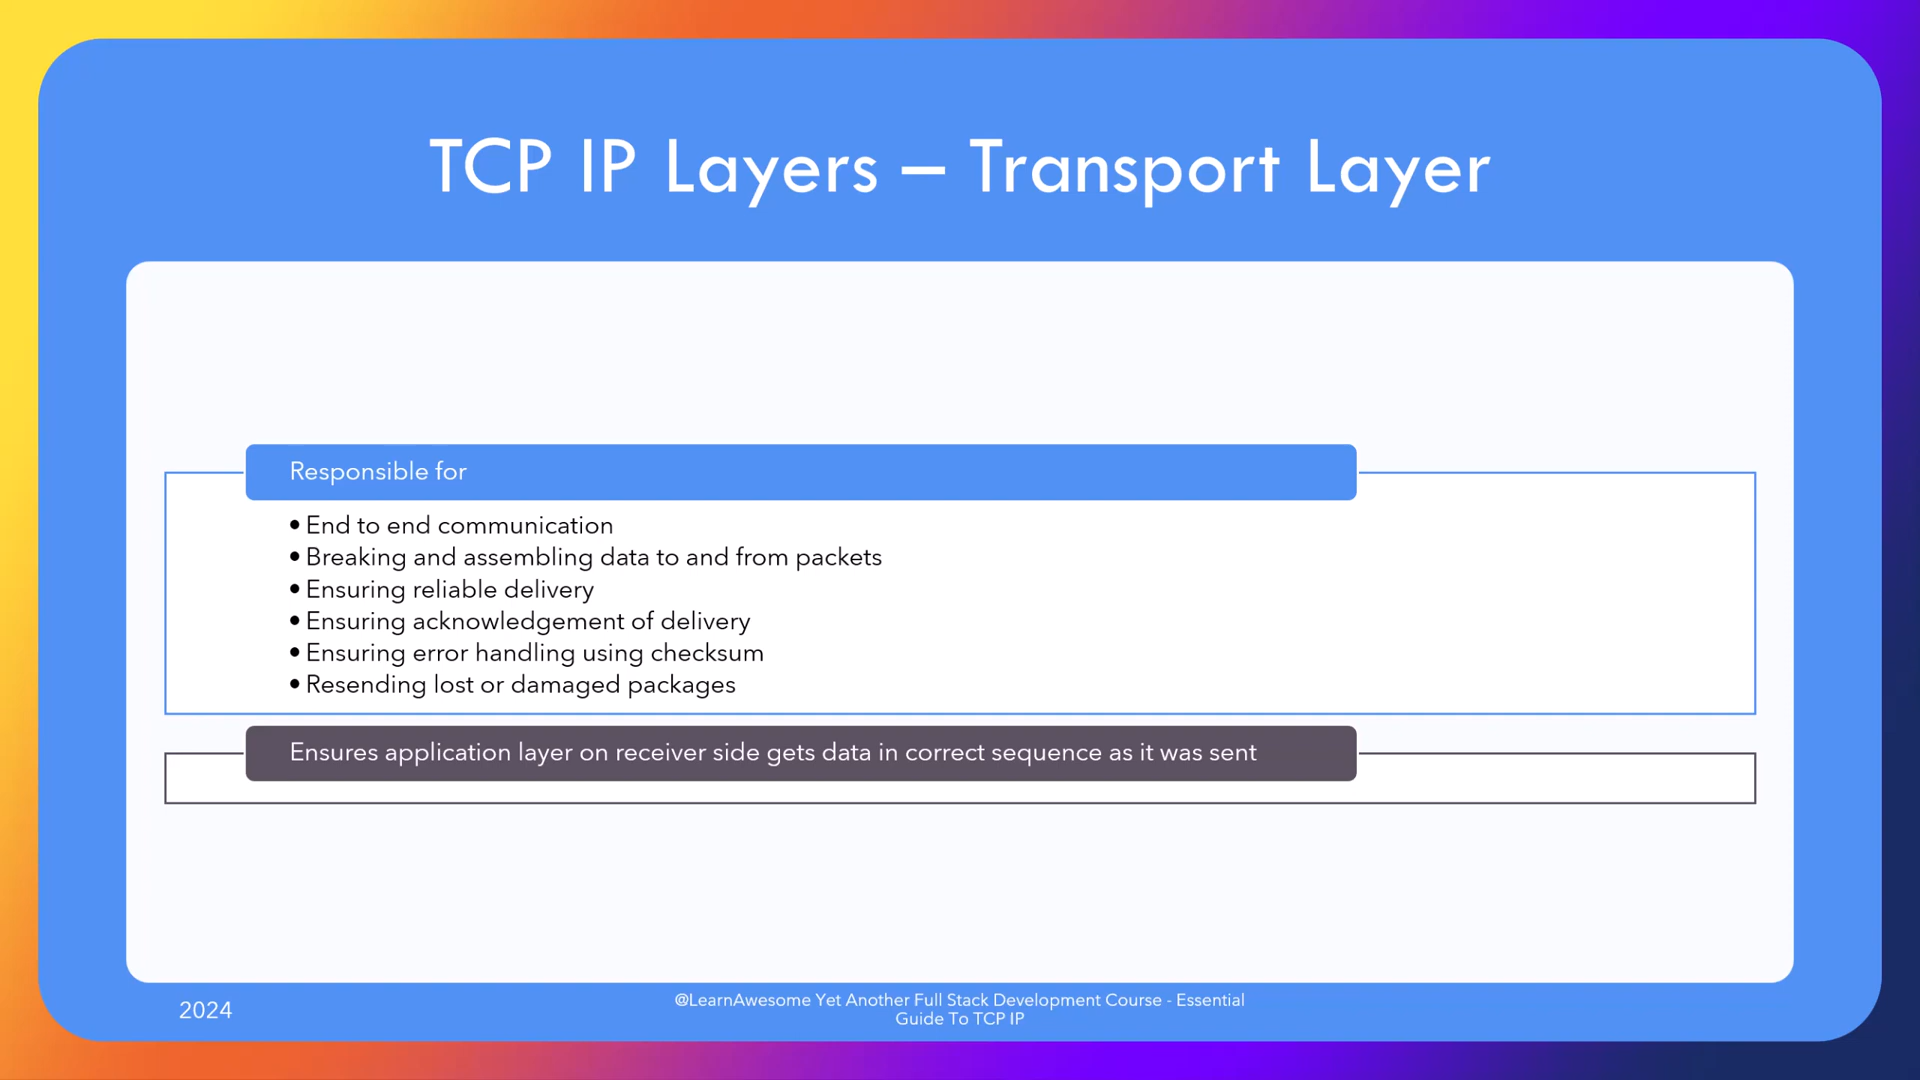 TCP IP Layers – Transport Layer
Responsible for
•End to end communication
•Breaking and assembling data to and from packets
•Ensuring reliable delivery
•Ensuring acknowledgement of delivery
•Ensuring error handling using checksum
•Resending lost or damaged packages
Ensures application layer on receiver side gets data in correct sequence as it was sent
2024
@LearnAwesome Yet Another Full Stack Development Course - Essential
Guide To TCP IP